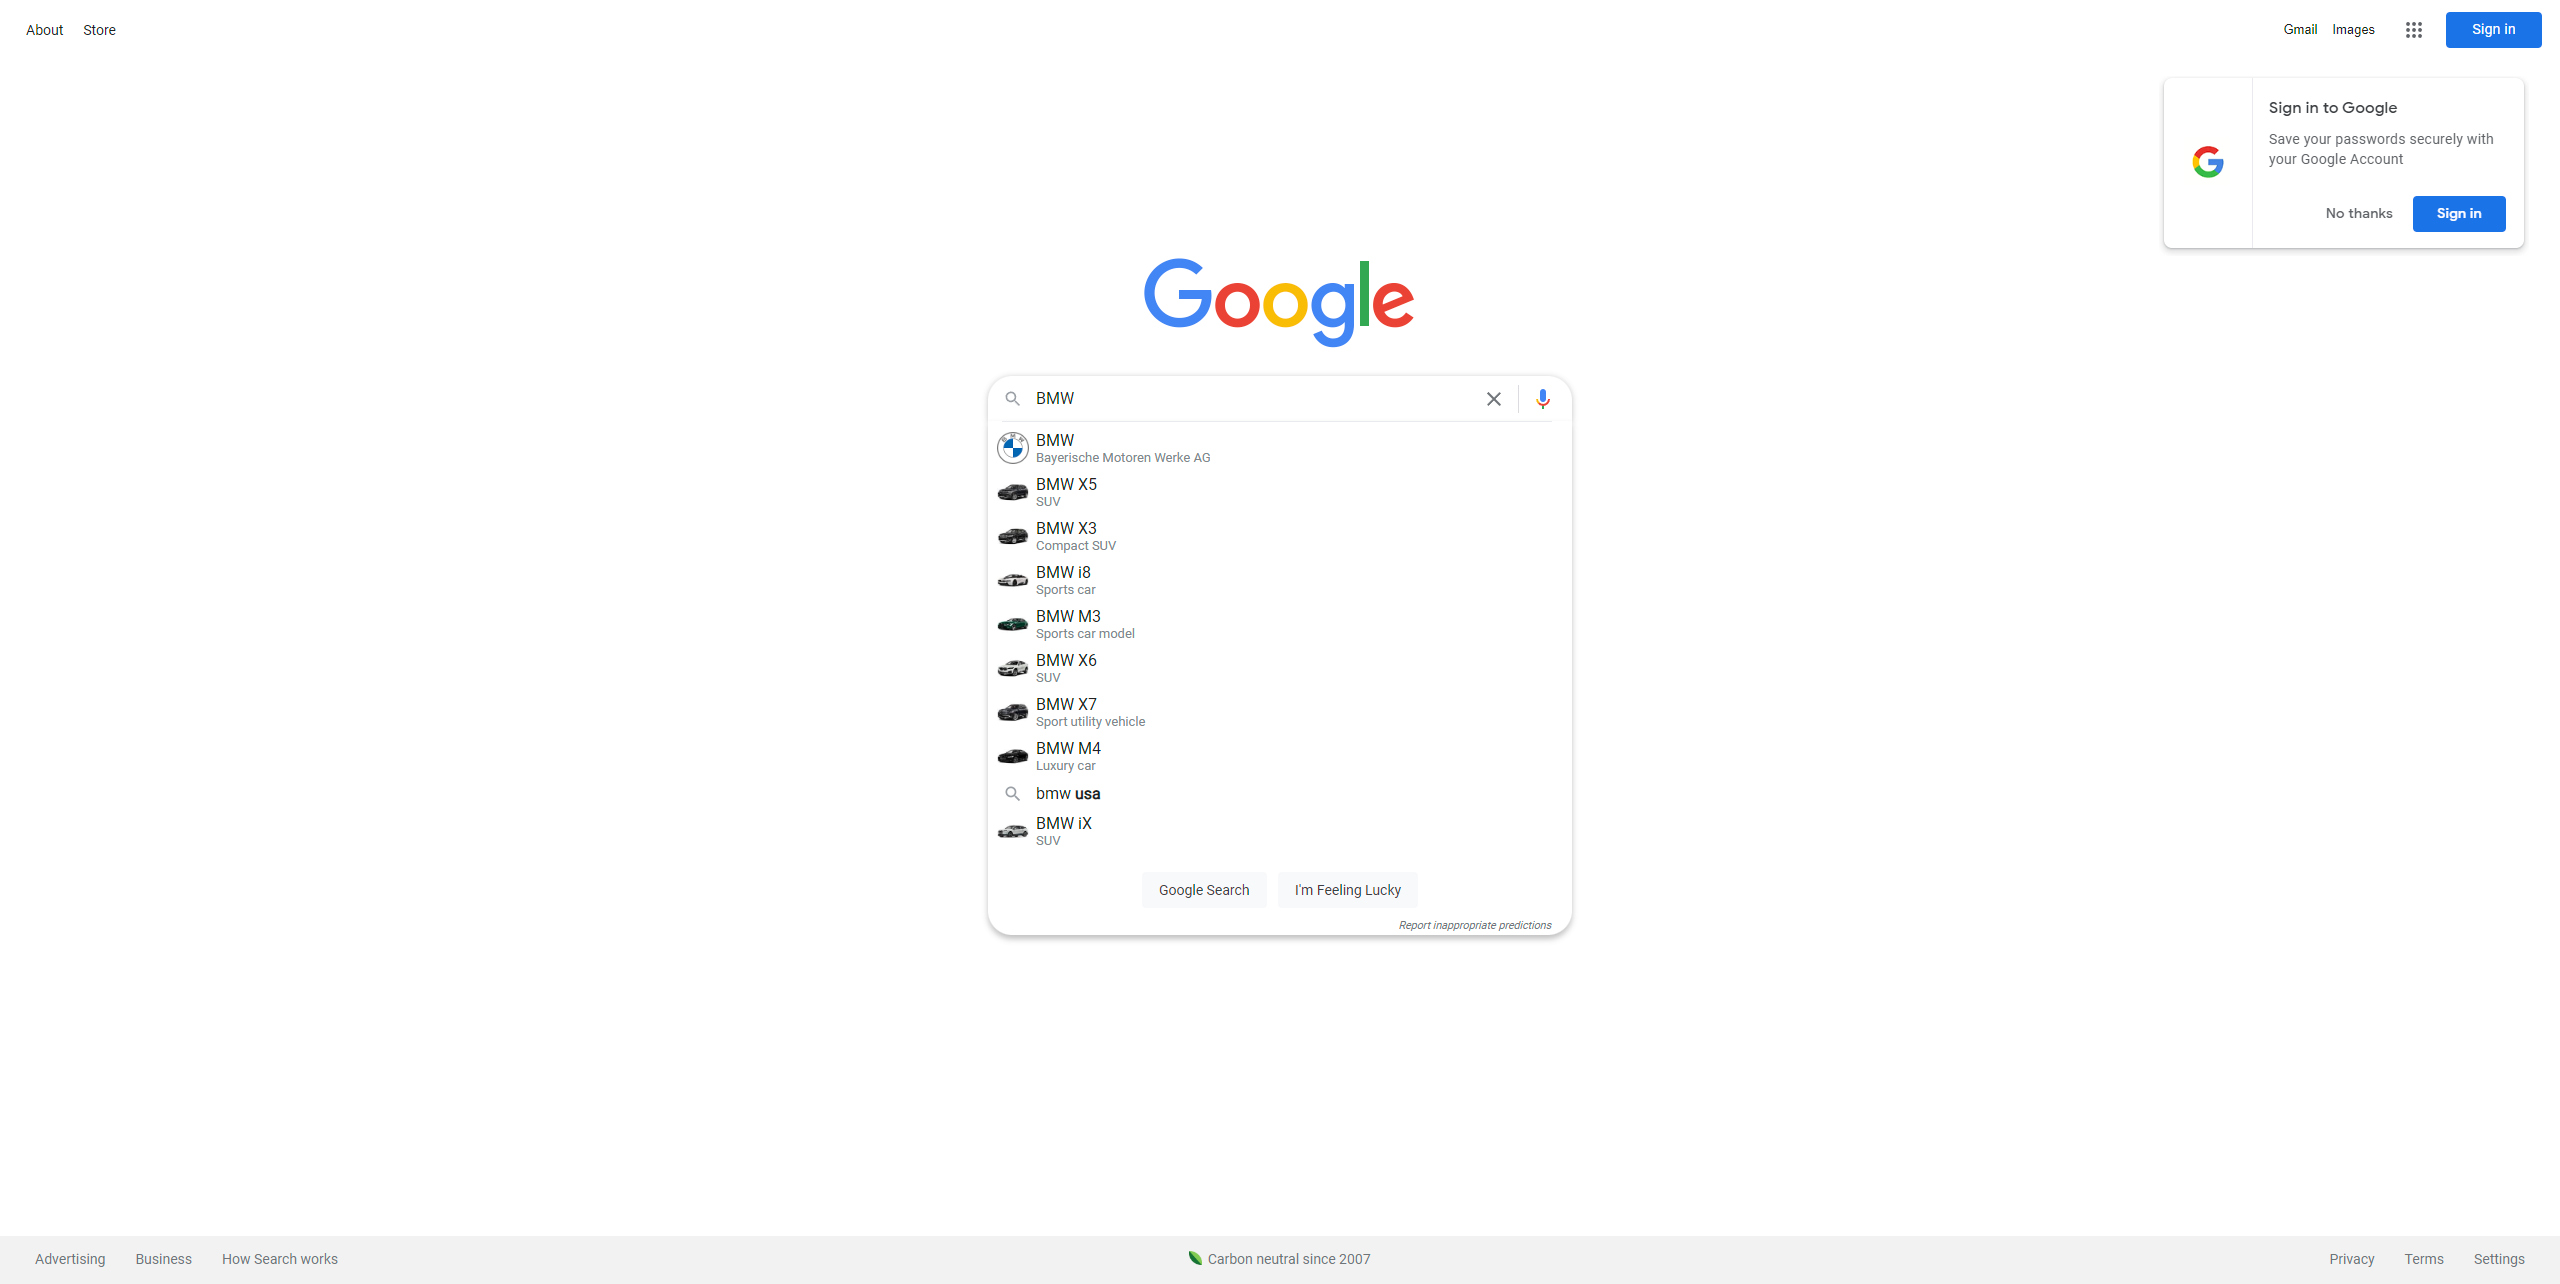 About Store
Gmail Images Sign in
Sign in to Google
Save your passwords securely with
your Google Account
No thanks Sign in
Google
BMW
BMW
Bayerische Motoren Werke AG
BMW X5
SUV
BMW X3
Compact SUV
BMW i8
Sports car
BMW M3
Sports car model
BMW X6
SUV
BMW X7
Sport utility vehicle
BMW M4
Luxury car
bmw usa
BMW iX
SUV
Google Search I'm Feeling Lucky
Report inappropriate predictions
Advertising Business How Search works Carbon neutral since 2007 Privacy Terms Settings